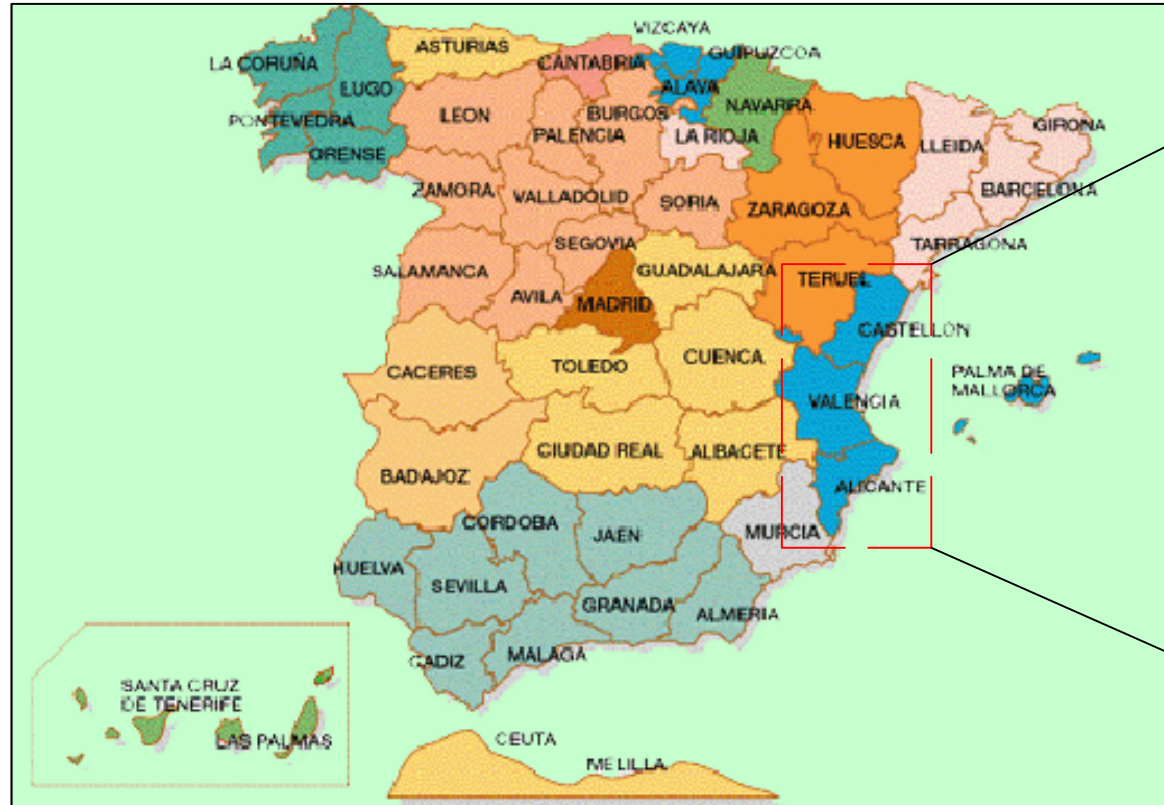 VIZCAYA
ASTURIAS
CANTABIRIA
GUIPUZCOA
LA CORUÑA
LUGO
ALAVA
NAVARRA
LEON
BURGOS
PONTEVEDRA
PALENCIA
LA RIOJA
HUESCA
LLEIDA
GIRONA
ORENSE
ZAMORA
VALLADOLID
SORIA
ZARAGOZA
BARCELONA
SEGOVIA
TARRAGONA
SALAMANCA
GUADALAJARA
TERUEL
AVILA
MADRID
CASTELLON
CACERES
TOLEDO
CUENCA
PALMA DE
MALLORCA
VALENCIA
CIUDAD REAL
ALBACETE
BADAJOZ
ALICANTE
CORDOBA
JAEN
MURCIA
HUELVA
SEVILLA
GRANADA
ALMERIA
CADIZ
MALAGA
SANTA CRUZ
DE TENERIFE
LAS PALMAS
CEUTA
MELILLA